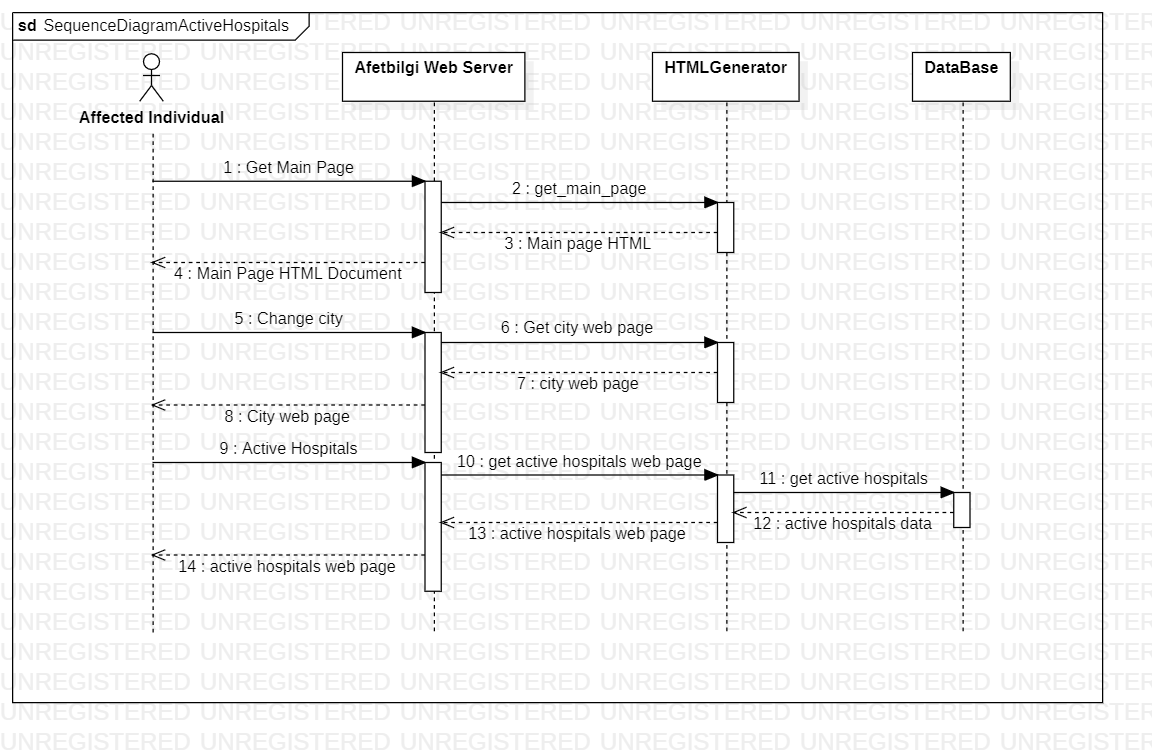 sd SequenceDiagramActiveHospitals
Affected Individual
Afetbilgi Web Server
HTMLGenerator
DataBase
1 : Get Main Page
2 : get_main_page
3 : Main page HTML
4 : Main Page HTML Document
5 : Change city
6 : Get city web page
7 : city web page
8 : City web page
9 : Active Hospitals
10 : get active hospitals web page
11 : get active hospitals
12 : active hospitals data
13 : active hospitals web page
14 : active hospitals web page
UNREGISTERED